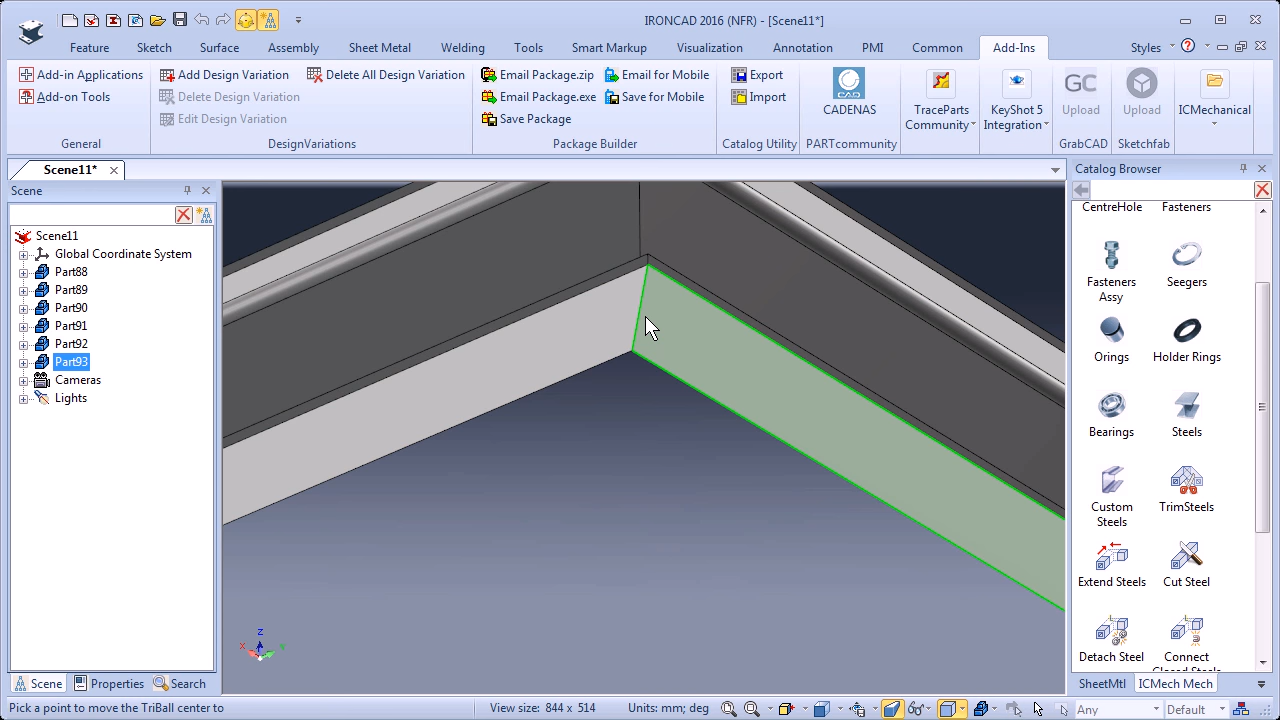 IRONCAD 2016 (NFR) - [Scene11*]
Feature Sketch Surface Assembly Sheet Metal Welding Tools Smart Markup Visualization Annotation PMI Common Add-Ins Styles
Add-in Applications Add Design Variation Delete All Design Variation Email Package.zip Email for Mobile Export
Add-on Tools Delete Design Variation Email Package.exe Save for Mobile Import
Edit Design Variation Save Package
CADENAS
TraceParts
Community
KeyShot 5
Integration
GC
Upload
Upload
ICMechanical
General DesignVariations Package Builder Catalog Utility PARTcommunity GrabCAD Sketchfab
Scene11*
Scene
Scene11
Global Coordinate System
Part88
Part89
Part90
Part91
Part92
Part93
Cameras
Lights
Z
X
Y
Catalog Browser
CentreHole Fasteners
Fasteners
Assy
Seegers
Orings Holder Rings
Bearings Steels
Custom
Steels
TrimSteels
Extend Steels Cut Steel
Detach Steel Connect
Closed Steels
Scene Properties Search SheetMtl ICMech Mech
Pick a point to move the TriBall center to View size: 844 x 514 Units: mm; deg Any Default